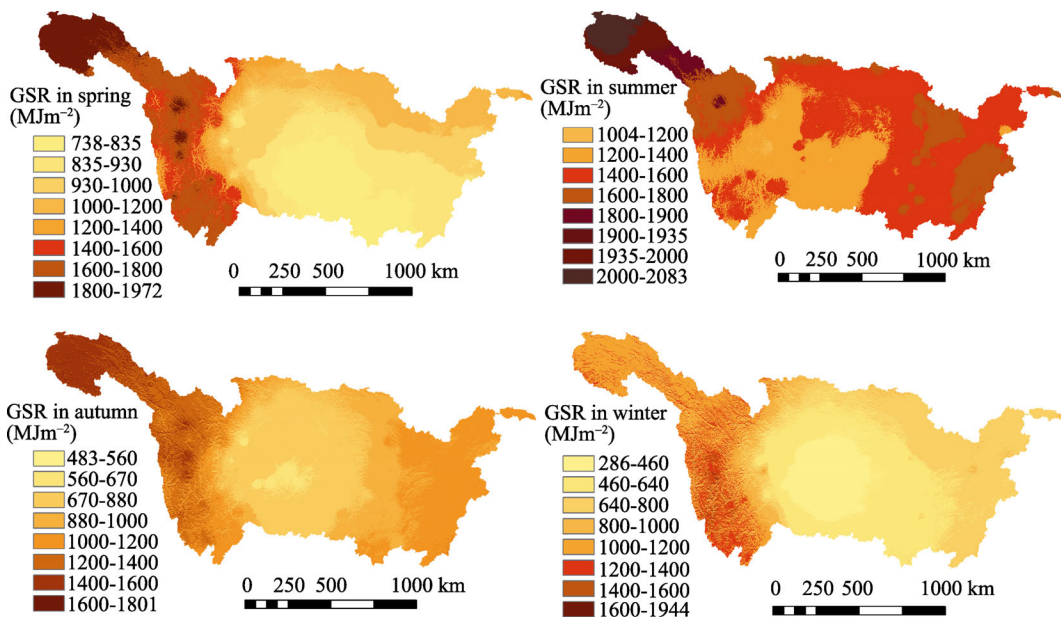 GSR in spring
(MJm⁻²)
738-835
835-930
930-1000
1000-1200
1200-1400
1400-1600
1600-1800
1800-1972
0 250 500 1000 km
GSR in summer
(MJm⁻²)
1004-1200
1200-1400
1400-1600
1600-1800
1800-1900
1900-1935
1935-2000
2000-2083
0 250 500 1000 km
GSR in autumn
(MJm⁻²)
483-560
560-670
670-880
880-1000
1000-1200
1200-1400
1400-1600
1600-1801
0 250 500 1000 km
GSR in winter
(MJm⁻²)
286-460
460-640
640-800
800-1000
1000-1200
1200-1400
1400-1600
1600-1944
0 250 500 1000 km